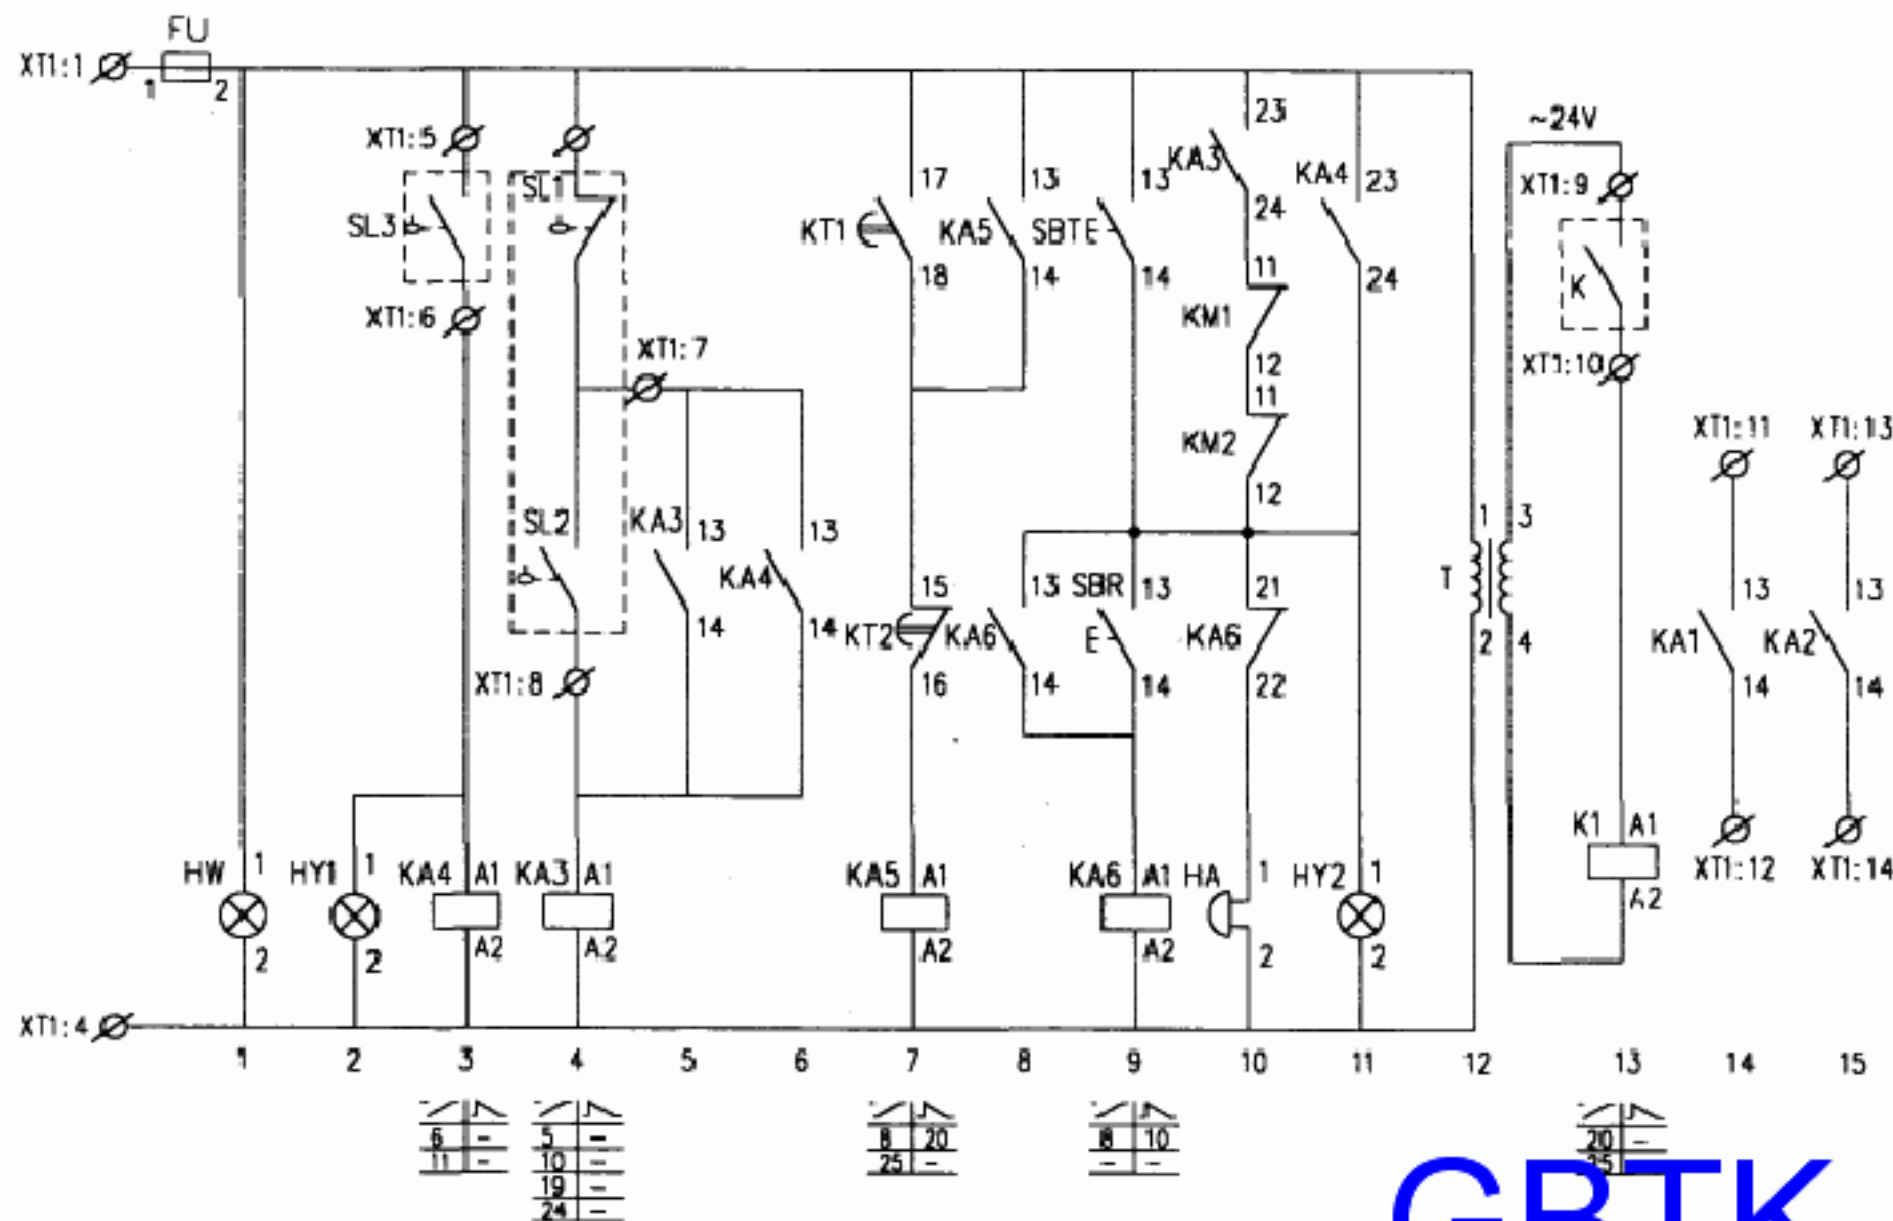 FU
XT1:1
1 2
~24V
23
XT1:5
KA3
SL1
17 13 13
KA4 23
XT1:9
SL3
KT1 KA5 SBTE
24
18 14 14
11
24
K
XT1:6
KM1
XT1:7
12
XT1:10
11
XT1:11 XT1:13
KM2
12
SL2 KA3 13 13
1 3
KA4
15 13 SBR 13 21
T
13 13
14 14 KT2 KA6 E KA6
2 4
KA1 KA2
XT1:8
16 14 14 22
14 14
K1 A1
HW 1 HY1 1 KA4 A1 KA3 A1 KA5 A1 KA6 A1 HA 1 HY2 1
XT1:12 XT1:14
A2
2 2 A2 A2 A2 A2 2 2
XT1:4
1 2 3 4 5 6 7 8 9 10 11 12 13 14 15
6 - 5 - 8 20 8 10 20 -
11 - 10 - 25 - - -
19 -
24 -
GBTK